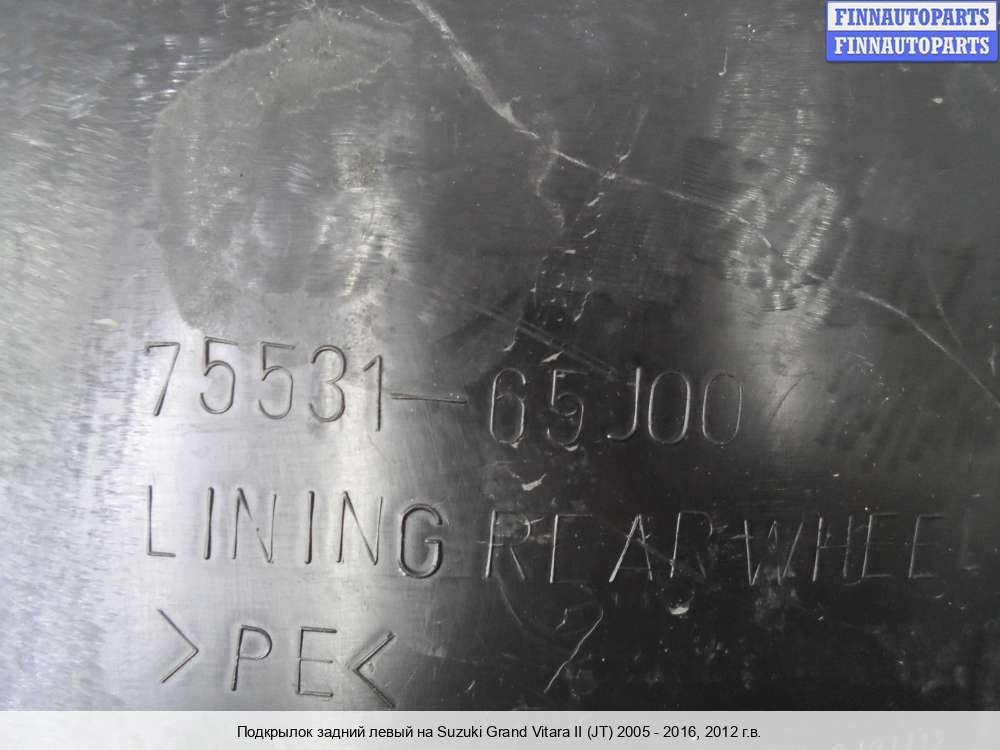 FINNAUTOPARTS
FINNAUTOPARTS
75531-65J00
LINING REAR WHEEL
>PE<
Подкрылок задний левый на Suzuki Grand Vitara II (JT) 2005 - 2016, 2012 г.в.